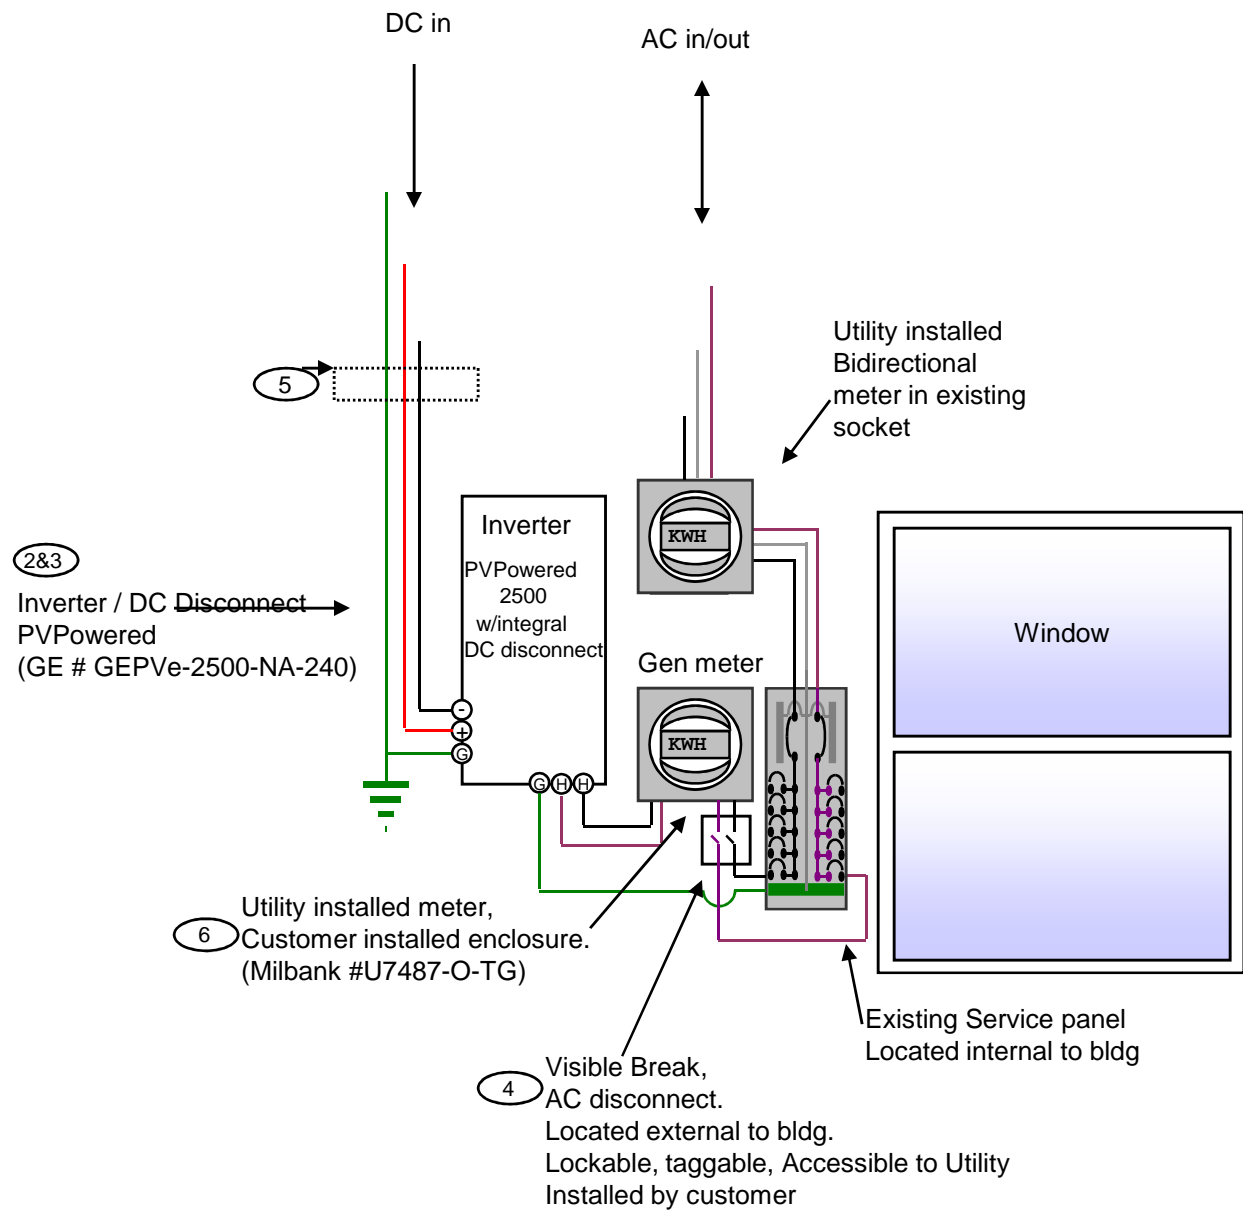 DC in
AC in/out
Utility installed
Bidirectional
meter in existing
socket
5
KWH
Inverter
PVPowered
2500
w/integral
DC disconnect
2&3
Inverter / DC Disconnect
PVPowered
(GE # GEPVe-2500-NA-240)
Window
Gen meter
KWH
-
+
G
G
H
H
6
Utility installed meter,
Customer installed enclosure.
(Milbank #U7487-O-TG)
Existing Service panel
Located internal to bldg
4
Visible Break,
AC disconnect.
Located external to bldg.
Lockable, taggable, Accessible to Utility
Installed by customer